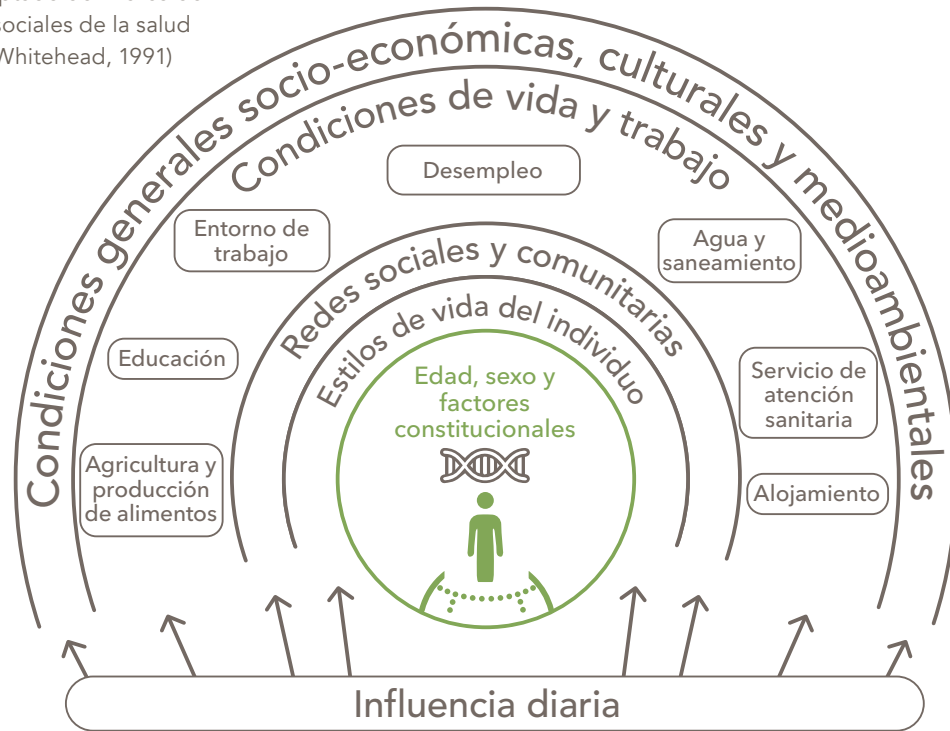 sociales de la salud
Whitehead, 1991)
Condiciones generales socio-económicas, culturales y medioambientales
Condiciones de vida y trabajo
Desempleo
Entorno de
trabajo
Agua y
saneamiento
Redes sociales y comunitarias
Estilos de vida del individuo
Educación
Edad, sexo y
factores
constitucionales
Servicio de
atención
sanitaria
Agricultura y
producción
de alimentos
Alojamiento
Influencia diaria